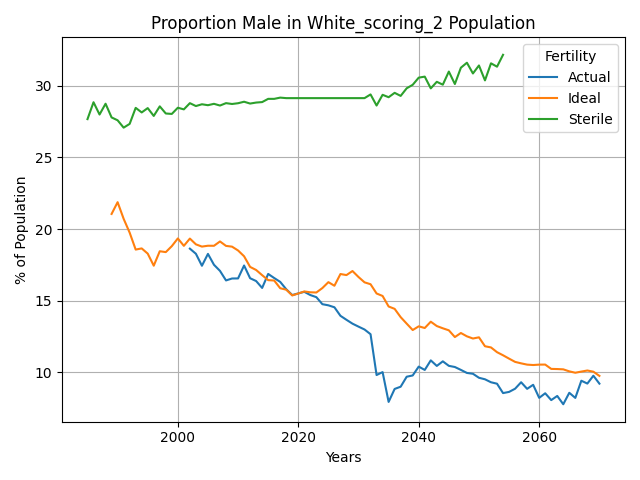 Proportion Male in White_scoring_2 Population
Fertility
Actual
Ideal
Sterile
% of Population
30
25
20
15
10
2000
2020
2040
2060
Years